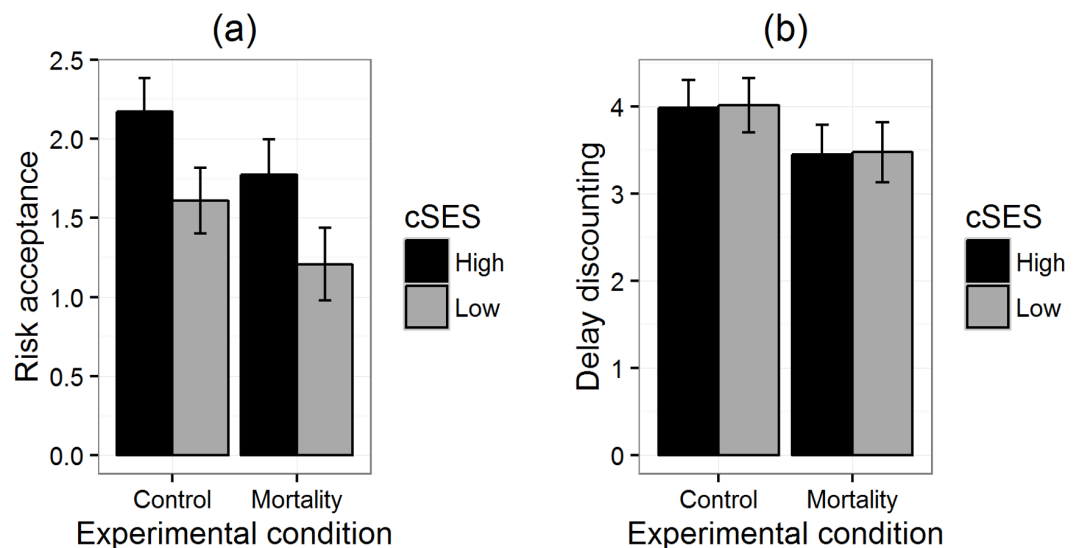 (a)
Risk acceptance
2.5
2.0
1.5
1.0
0.5
0.0
Control
Mortality
Experimental condition
cSES
High
Low
(b)
Delay discounting
4
3
2
1
0
Control
Mortality
Experimental condition
cSES
High
Low